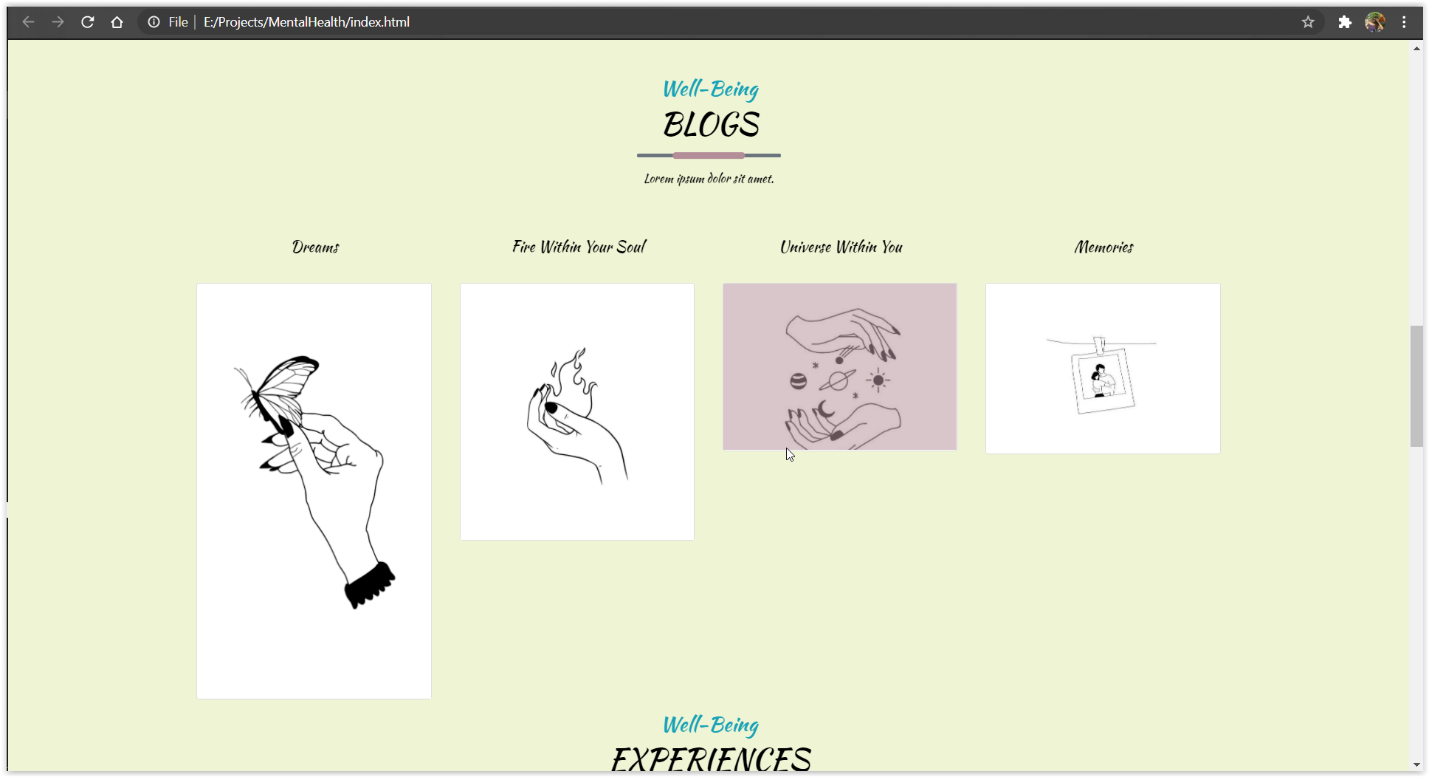 File | E:/Projects/MentalHealth/index.html
Well-Being
BLOGS
Lorem ipsum dolor sit amet.
Dreams
Fire Within Your Soul
Universe Within You
Memories
Well-Being
EXPERIENCES